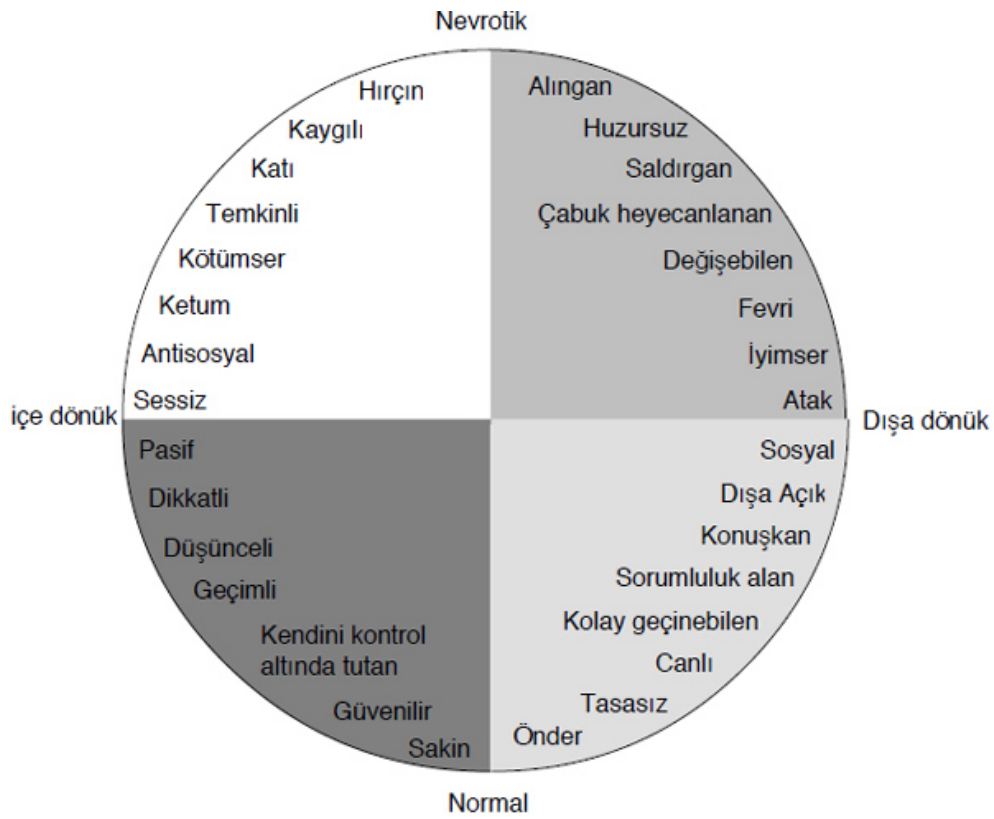 Nevrotik
Hırçın
Kaygılı
Katı
Temkinli
Kötümser
Ketum
Antisosyal
Sessiz
Alıngan
Huzursuz
Saldırgan
Çabuk heyecanlanan
Değişebilen
Fevri
İyimser
Atak
içe dönük
Dışa dönük
Pasif
Dikkatli
Düşünceli
Geçimli
Kendini kontrol
altında tutan
Güvenilir
Sakin
Sosyal
Dışa Açık
Konuşkan
Sorumluluk alan
Kolay geçinebilen
Canlı
Tasasız
Önder
Normal